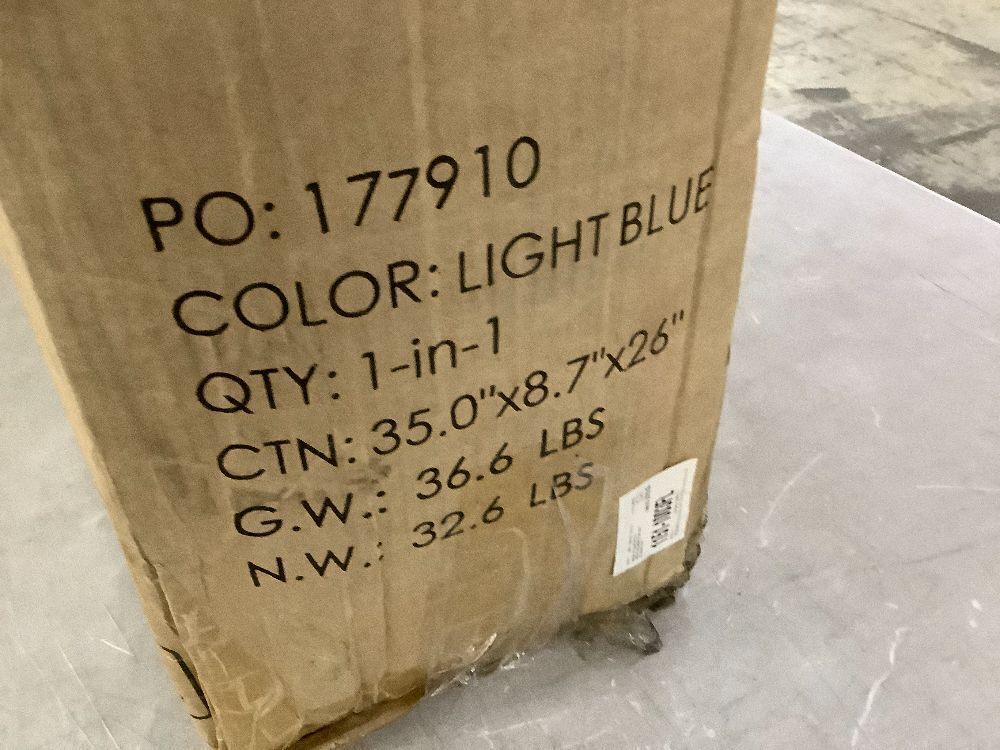 PO: 177910
COLOR: LIGHT BLUE
QTY: 1-in-1
CTN: 35.0"x8.7"x26"
G.W.: 36.6 LBS
N.W.: 32.6 LBS